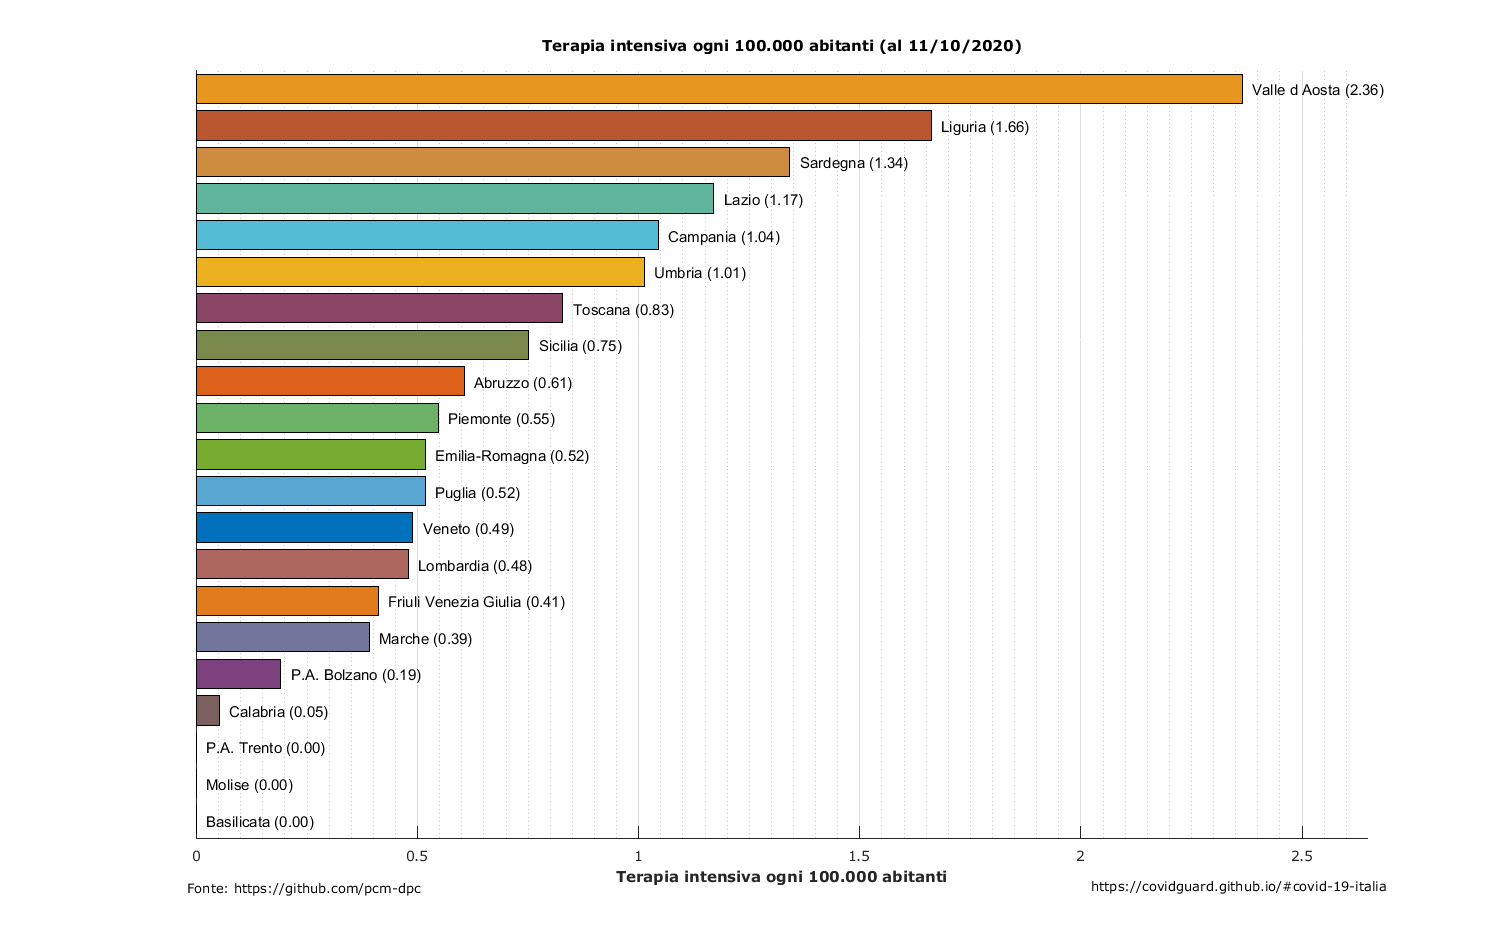 Terapia intensiva ogni 100.000 abitanti (al 11/10/2020)
Valle d Aosta (2.36)
Liguria (1.66)
Sardegna (1.34)
Lazio (1.17)
Campania (1.04)
Umbria (1.01)
Toscana (0.83)
Sicilia (0.75)
Abruzzo (0.61)
Piemonte (0.55)
Emilia-Romagna (0.52)
Puglia (0.52)
Veneto (0.49)
Lombardia (0.48)
Friuli Venezia Giulia (0.41)
Marche (0.39)
P.A. Bolzano (0.19)
Calabria (0.05)
P.A. Trento (0.00)
Molise (0.00)
Basilicata (0.00)
0 0.5 1 1.5 2 2.5
Terapia intensiva ogni 100.000 abitanti
Fonte: https://github.com/pcm-dpc
https://covidguard.github.io/#covid-19-italia